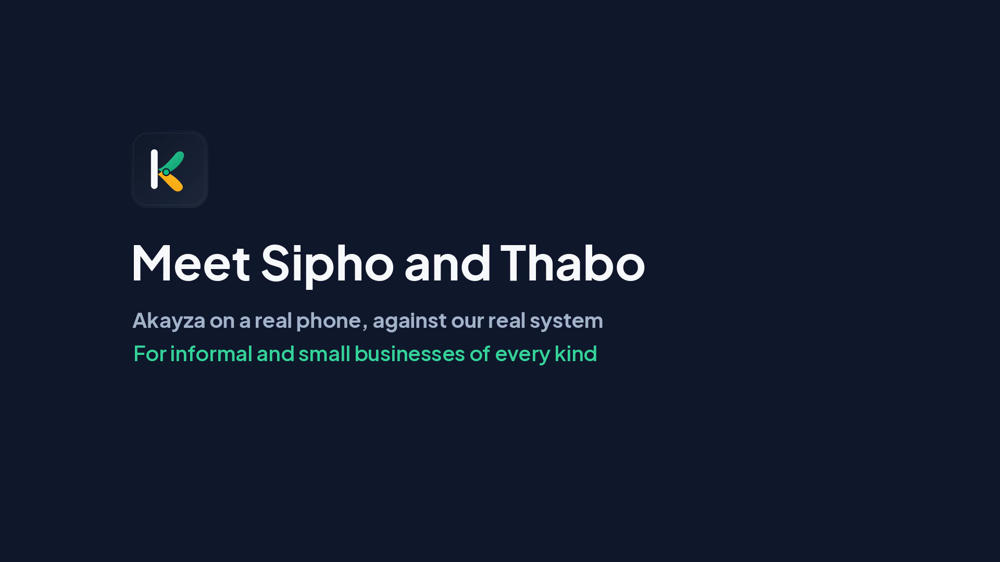 Meet Sipho and Thabo
Akayza on a real phone, against our real system
For informal and small businesses of every kind